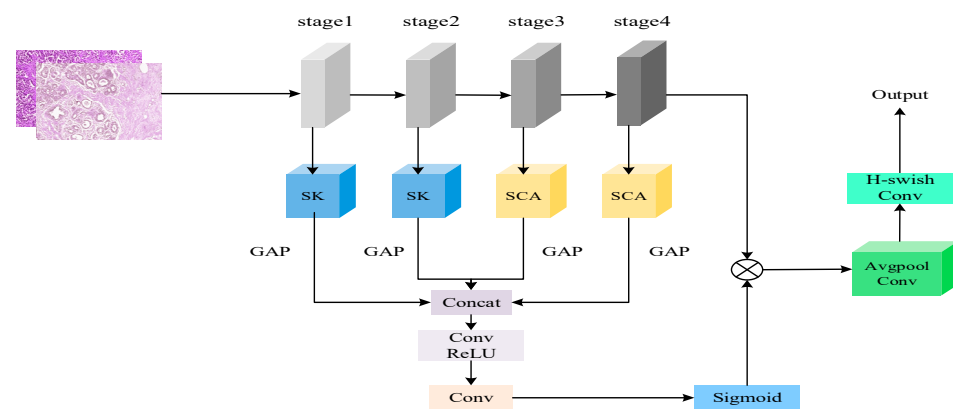 stage1
stage2
stage3
stage4
Output
SK
SK
SCA
SCA
H-swish
Conv
GAP
GAP
GAP
GAP
Avgpool
Conv
Concat
Conv
ReLU
Conv
Sigmoid